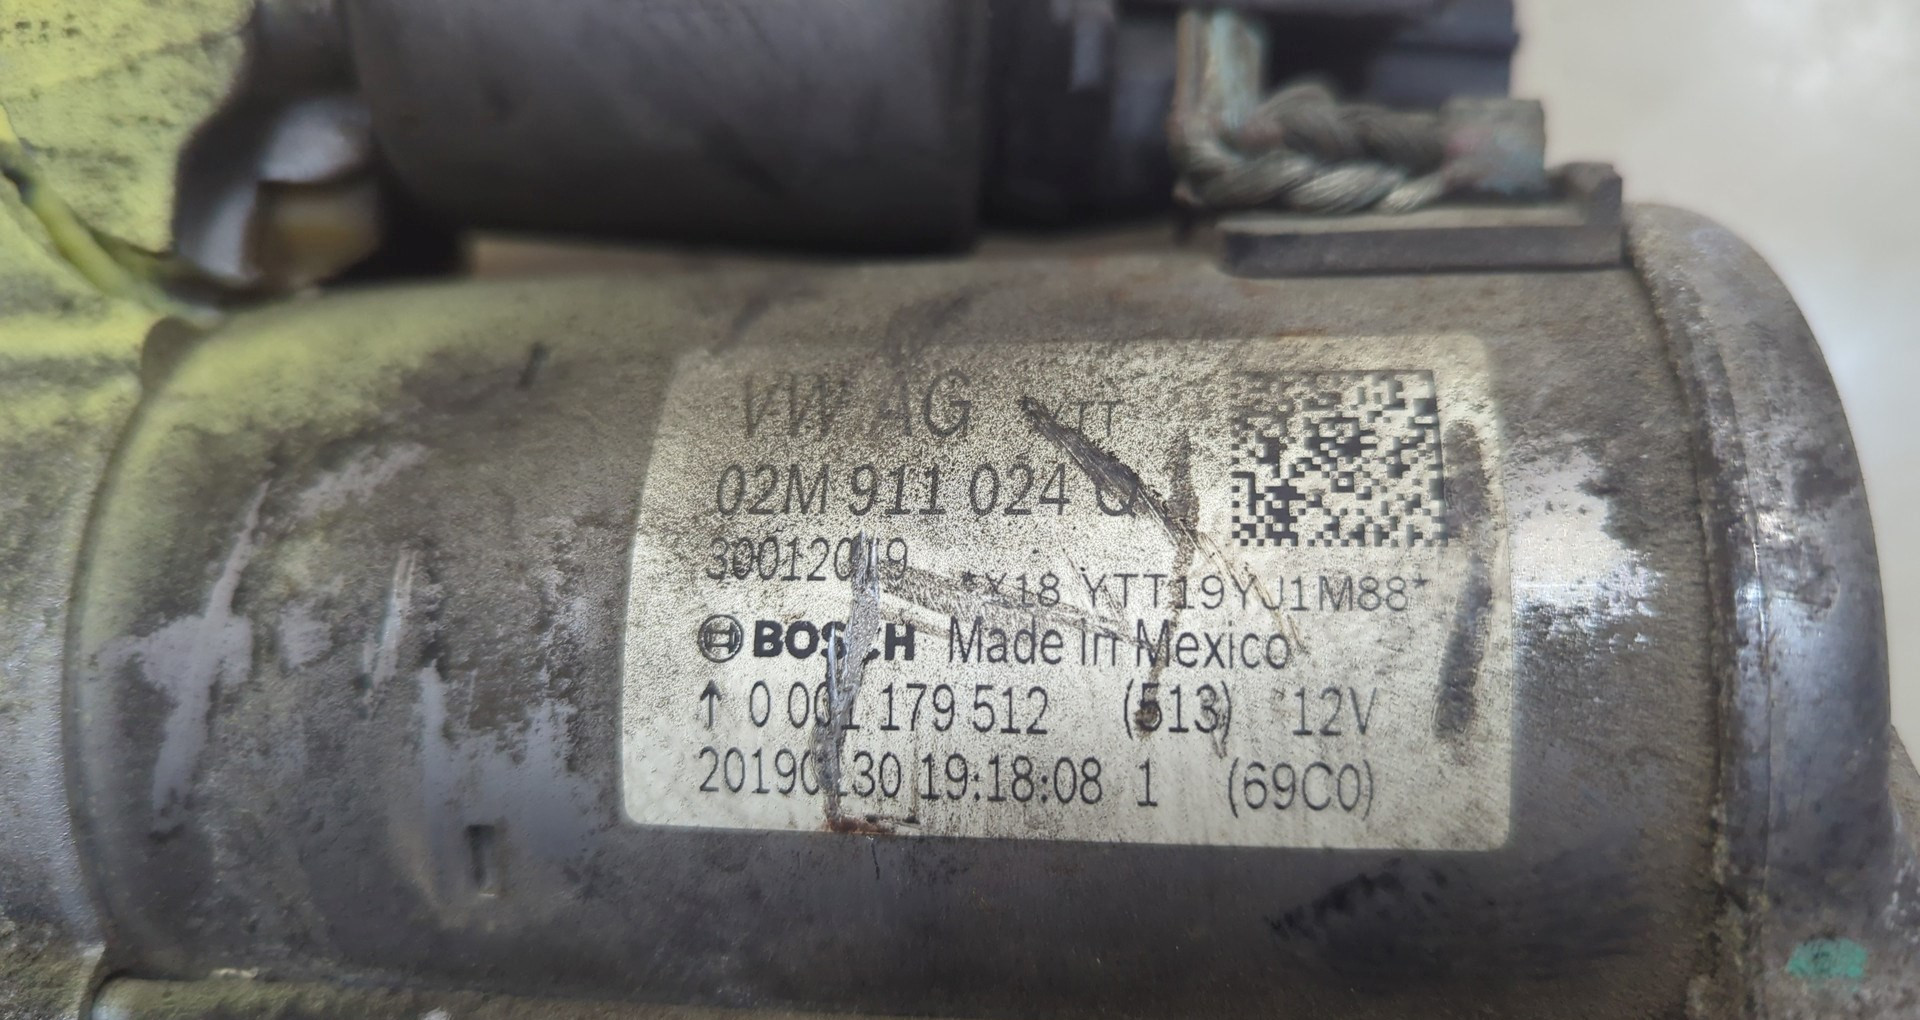 VW AG XTT
02M 911 024 Q
30012019
*X18 YTT19YJ1M88*
BOSCH Made in Mexico
↑ 0 001 179 512 (513) 12V
20190130 19:18:08 1 (69C0)